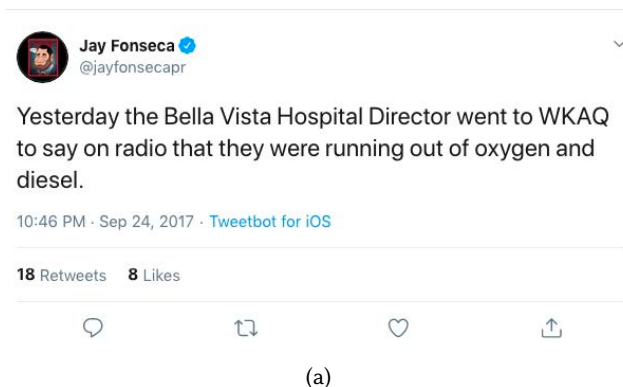 Jay Fonseca
@jayfonsecapr
Yesterday the Bella Vista Hospital Director went to WKAQ
to say on radio that they were running out of oxygen and
diesel.
10:46 PM · Sep 24, 2017 · Tweetbot for iOS
18 Retweets 8 Likes
(a)